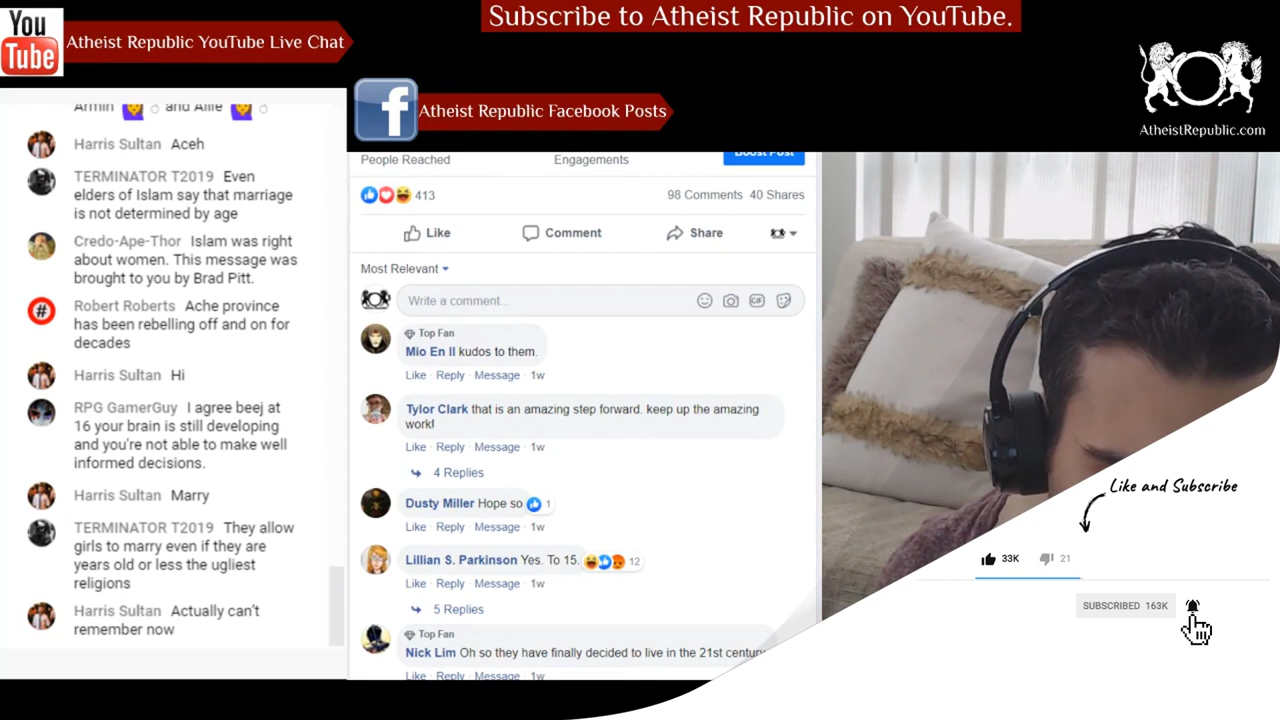 Subscribe to Atheist Republic on YouTube.
You
Tube
Atheist Republic YouTube Live Chat
AtheistRepublic.com
Atheist Republic Facebook Posts
Armin and Allie
Harris Sultan Aceh
TERMINATOR T2019 Even
elders of Islam say that marriage
is not determined by age
Credo-Ape-Thor Islam was right
about women. This message was
brought to you by Brad Pitt.
Robert Roberts Ache province
has been rebelling off and on for
decades
Harris Sultan Hi
RPG GamerGuy I agree beej at
16 your brain is still developing
and you're not able to make well
informed decisions.
Harris Sultan Marry
TERMINATOR T2019 They allow
girls to marry even if they are
years old or less the ugliest
religions
Harris Sultan Actually can't
remember now
People Reached Engagements Boost Post
413 98 Comments 40 Shares
Like Comment Share
Most Relevant
Write a comment... GIF
Top Fan
Mio En II kudos to them.
Like · Reply · Message · 1w
Tylor Clark that is an amazing step forward. keep up the amazing
work!
Like · Reply · Message · 1w
4 Replies
Dusty Miller Hope so 1
Like · Reply · Message · 1w
Lillian S. Parkinson Yes. To 15. 12
Like · Reply · Message · 1w
5 Replies
Top Fan
Nick Lim Oh so they have finally decided to live in the 21st century
Like · Reply · Message · 1w
Like and Subscribe
33K 21
SUBSCRIBED 163K